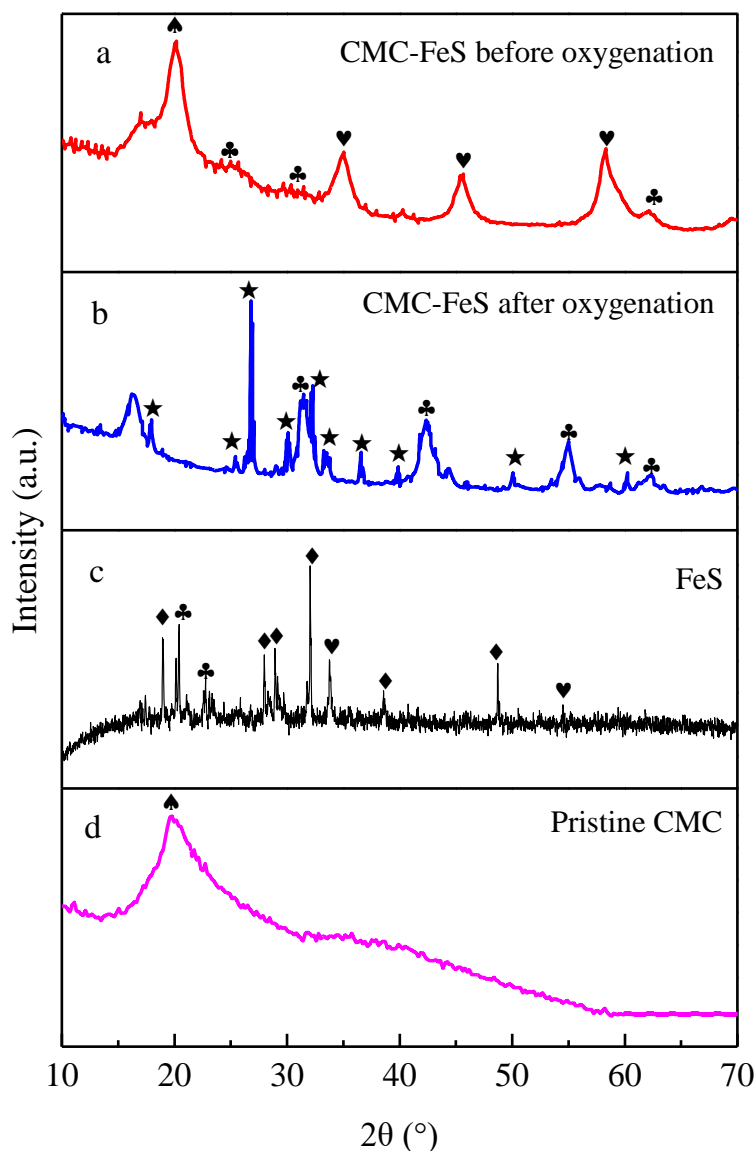 a
CMC-FeS before oxygenation
b
CMC-FeS after oxygenation
c
FeS
d
Pristine CMC
Intensity (a.u.)
10 20 30 40 50 60 70
2θ (°)